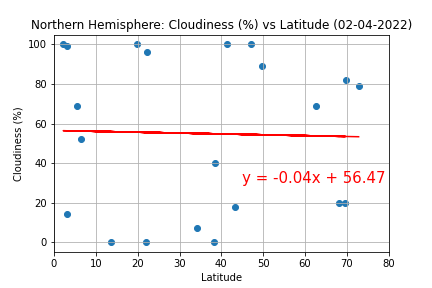 Northern Hemisphere: Cloudiness (%) vs Latitude (02-04-2022)
100
80
60
40
20
0
Cloudiness (%)
y = -0.04x + 56.47
0 10 20 30 40 50 60 70 80
Latitude